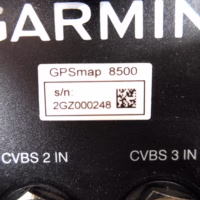 GARMIN
GPSmap 8500
s/n:
2GZ000248
CVBS 2 IN
CVBS 3 IN